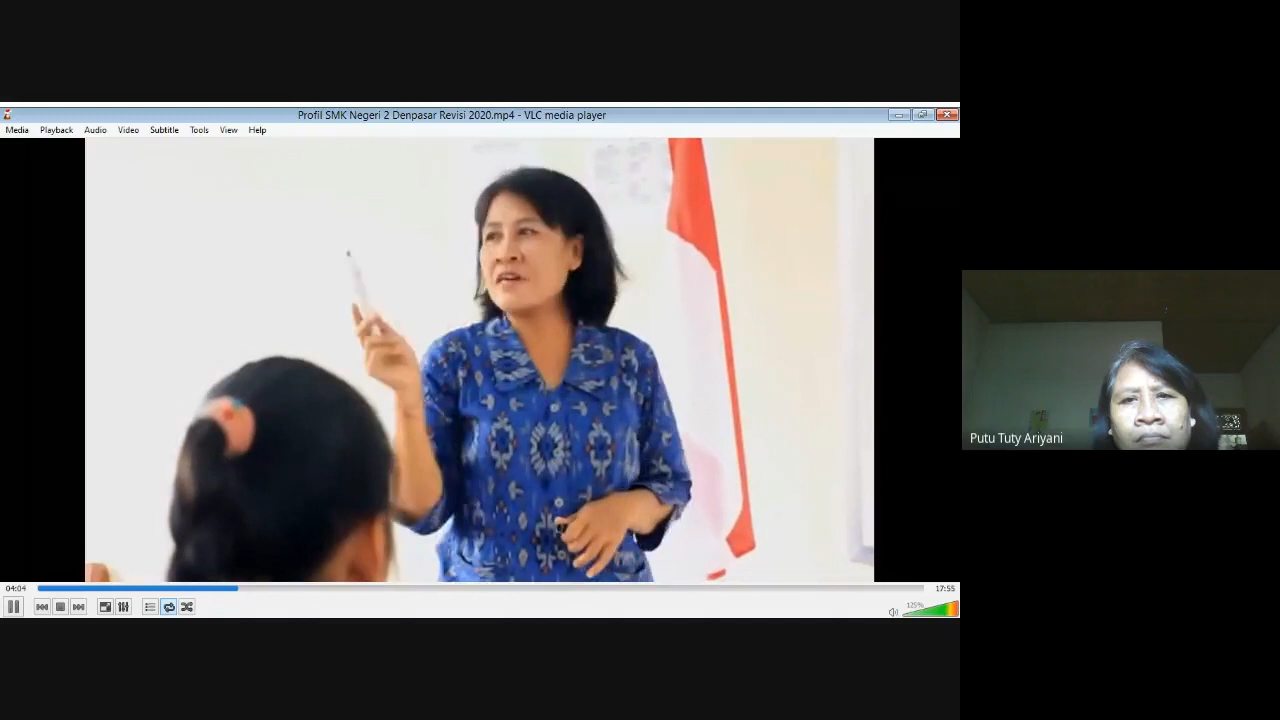 Profil SMK Negeri 2 Denpasar Revisi 2020.mp4 - VLC media player
Media Playback Audio Video Subtitle Tools View Help
Putu Tuty Ariyani
04:04
17:55
125%